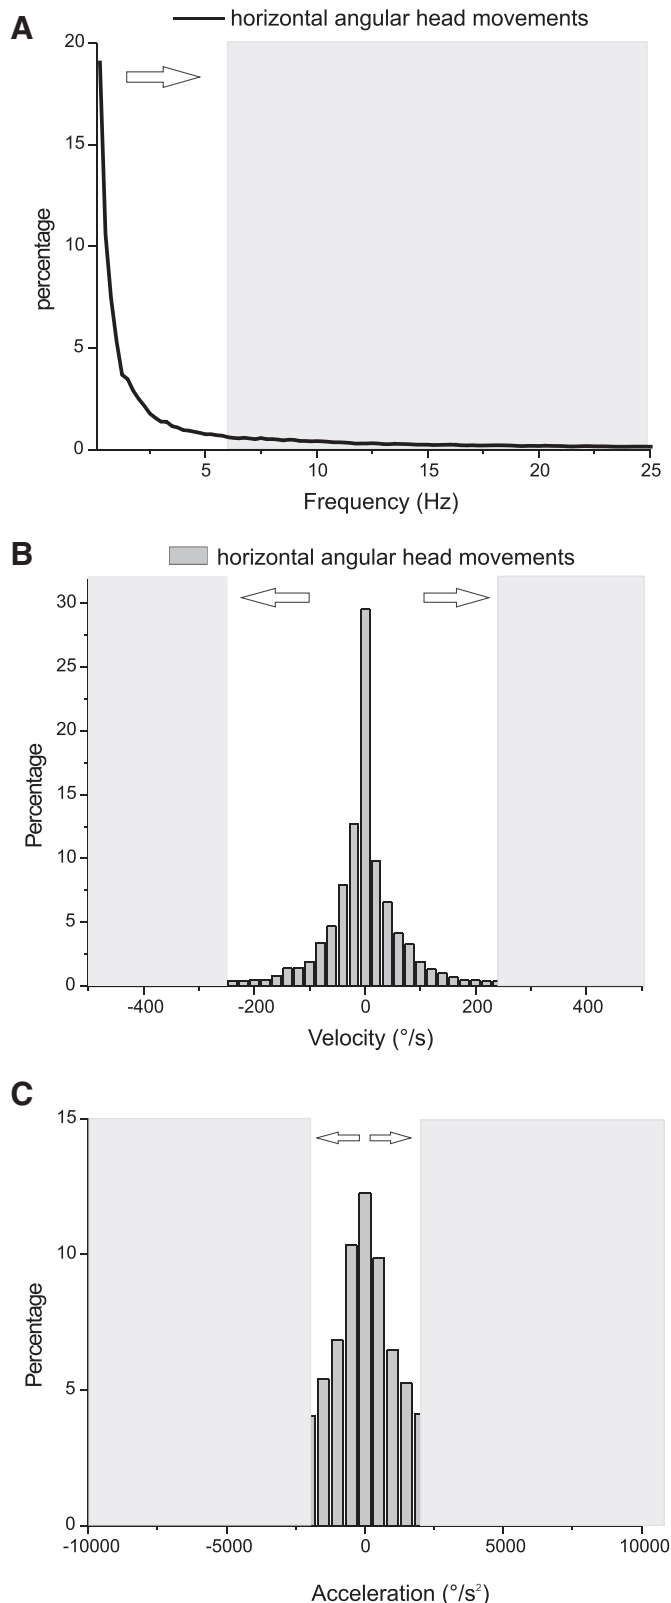 A
horizontal angular head movements
20
15
10
5
0
percentage
5 10 15 20 25
Frequency (Hz)
B
horizontal angular head movements
30
25
20
15
10
5
0
Percentage
-400 -200 0 200 400
Velocity (°/s)
C
15
10
5
0
Percentage
-10000 -5000 0 5000 10000
Acceleration (°/s²)